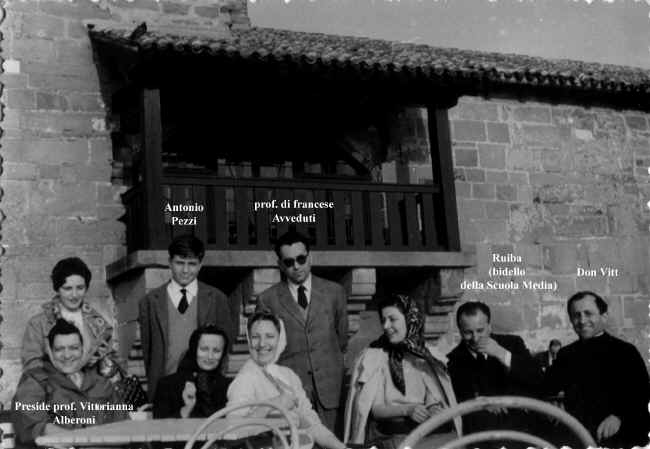 Antonio
Pezzi
prof. di francese
Avveduti
Ruiba
(bidello
della Scuola Media)
Don Vitt
Preside prof. Vittorianna
Alberoni